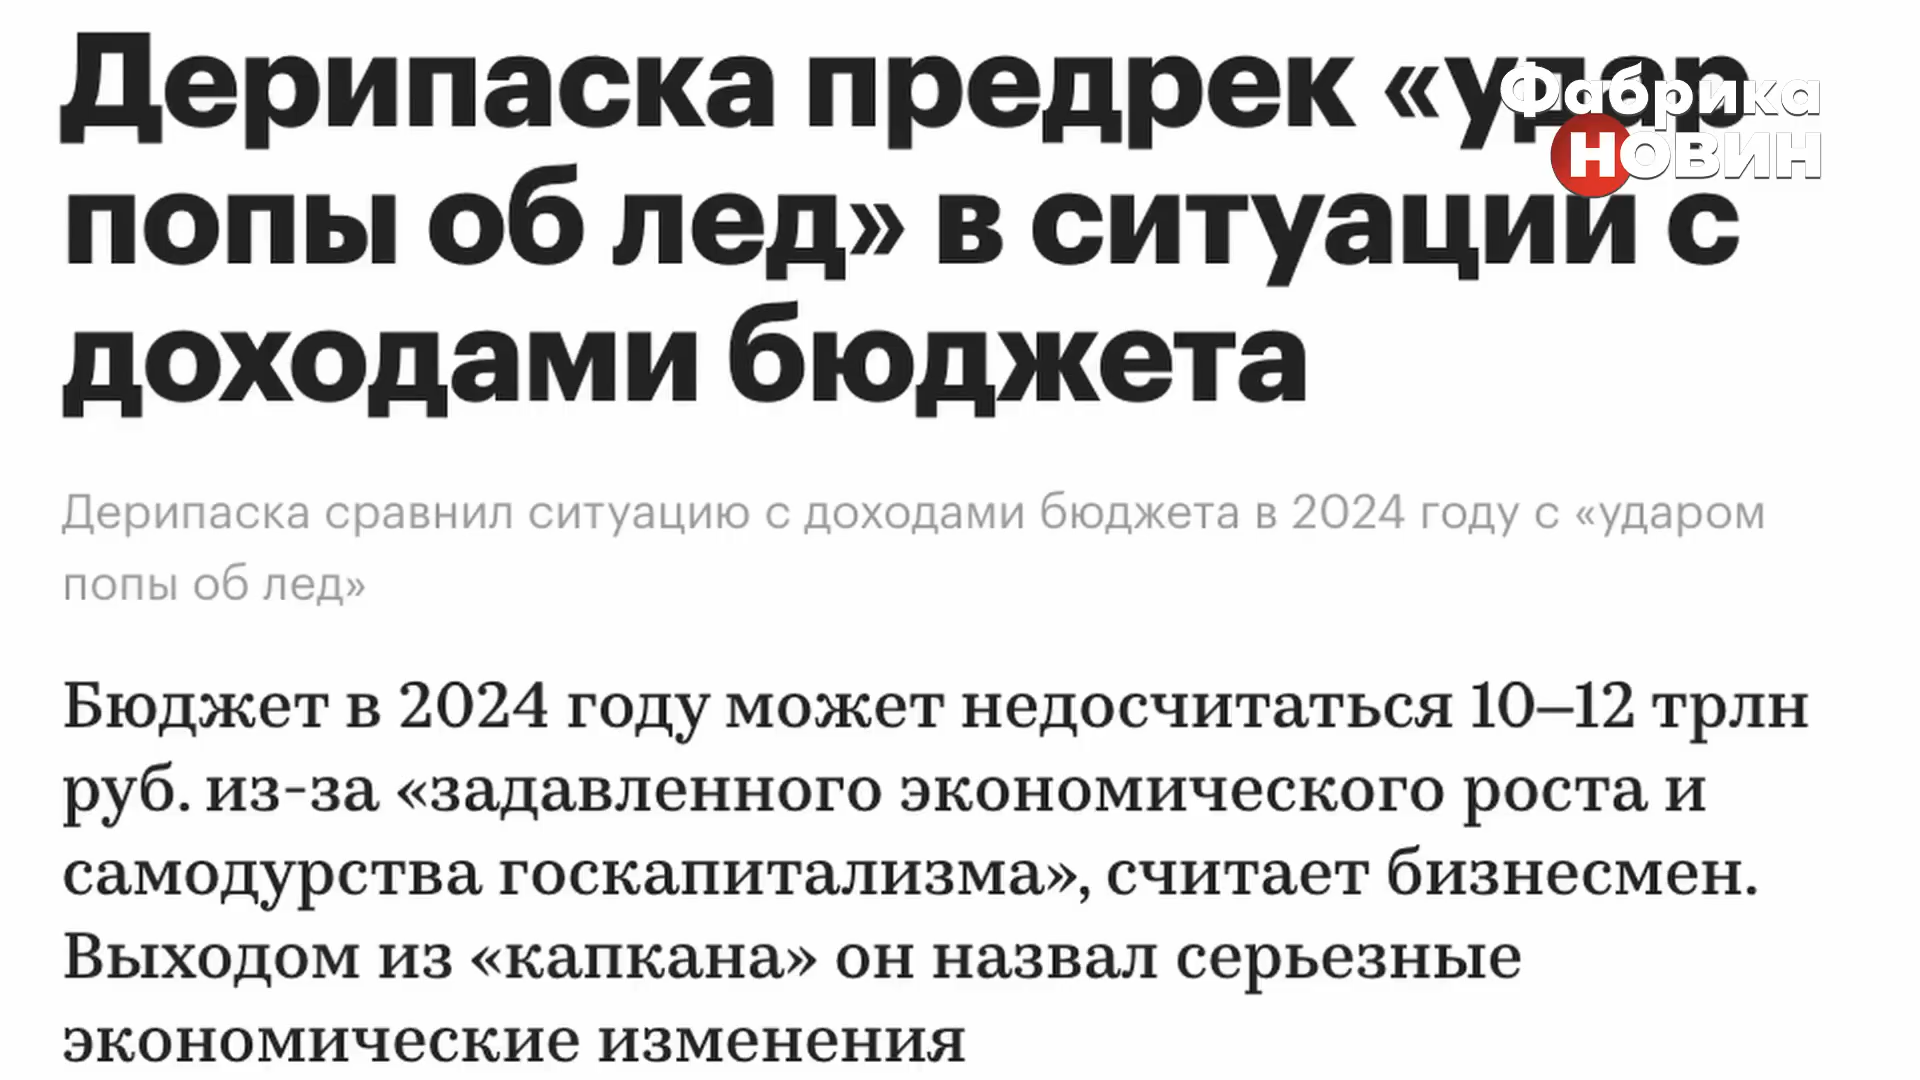 Дерипаска предрек «удар
попы об лед» в ситуации с
доходами бюджета
Фабрика
новин
Дерипаска сравнил ситуацию с доходами бюджета в 2024 году с «ударом
попы об лед»
Бюджет в 2024 году может недосчитаться 10–12 трлн
руб. из-за «задавленного экономического роста и
самодурства госкапитализма», считает бизнесмен.
Выходом из «капкана» он назвал серьезные
экономические изменения